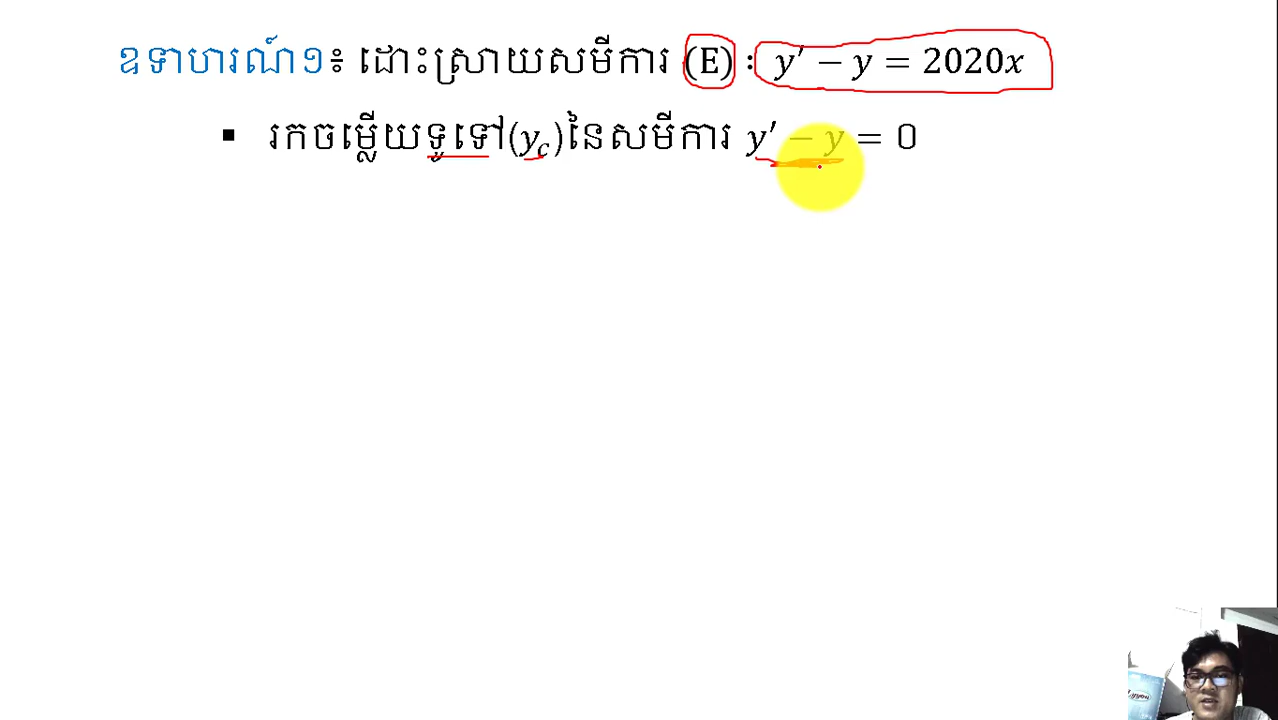 ឧទាហរណ៍១៖ ដោះស្រាយសមីការ (E) : y′ − y = 2020x
▪ រកចម្លើយទូទៅ(y_c)នៃសមីការ y′ − y = 0